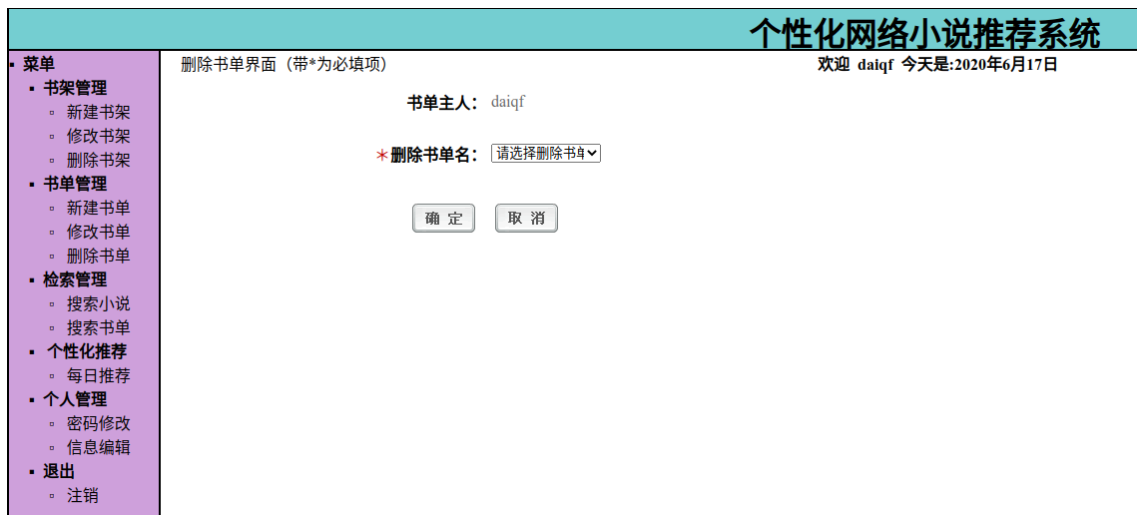 个性化网络小说推荐系统
菜单
书架管理
新建书架
修改书架
删除书架
书单管理
新建书单
修改书单
删除书单
检索管理
搜索小说
搜索书单
个性化推荐
每日推荐
个人管理
密码修改
信息编辑
退出
注销
删除书单界面（带*为必填项）
欢迎 daiqf 今天是:2020年6月17日
书单主人： daiqf
*删除书单名： 请选择删除书单
确 定 取 消